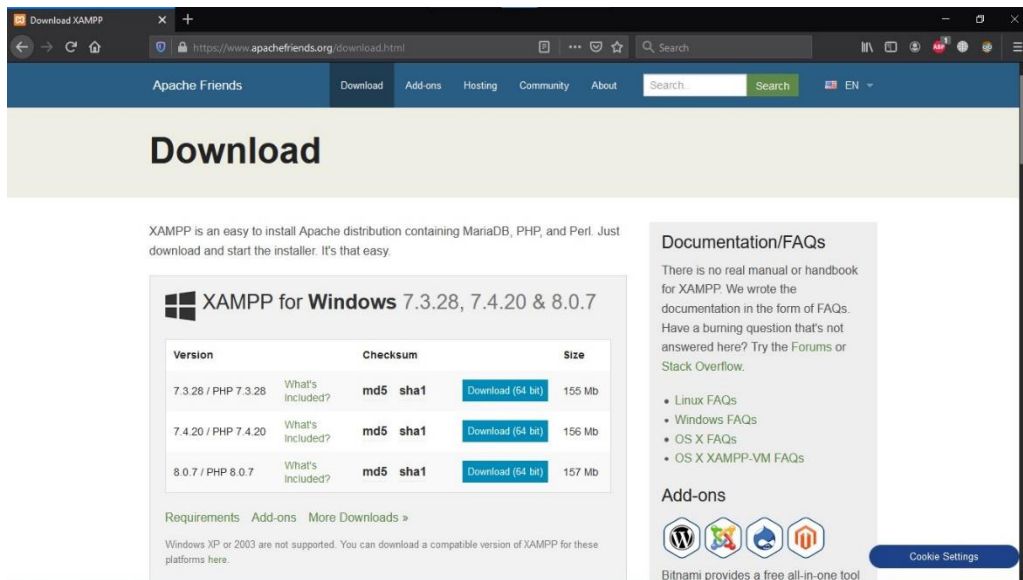 Download XAMPP
https://www.apachefriends.org/download.html
Search
ABP
1
Apache Friends
Download
Add-ons
Hosting
Community
About
Search...
Search
EN
Download
XAMPP is an easy to install Apache distribution containing MariaDB, PHP, and Perl. Just
download and start the installer. It's that easy.
XAMPP for Windows 7.3.28, 7.4.20 & 8.0.7
Version Checksum Size
7.3.28 / PHP 7.3.28 What's Included? md5 sha1 Download (64 bit) 155 Mb
7.4.20 / PHP 7.4.20 What's Included? md5 sha1 Download (64 bit) 156 Mb
8.0.7 / PHP 8.0.7 What's Included? md5 sha1 Download (64 bit) 157 Mb
Requirements Add-ons More Downloads »
Windows XP or 2003 are not supported. You can download a compatible version of XAMPP for these
platforms here.
Documentation/FAQs
There is no real manual or handbook
for XAMPP. We wrote the
documentation in the form of FAQs.
Have a burning question that's not
answered here? Try the Forums or
Stack Overflow.
• Linux FAQs
• Windows FAQs
• OS X FAQs
• OS X XAMPP-VM FAQs
Add-ons
Bitnami provides a free all-in-one tool
Cookie Settings